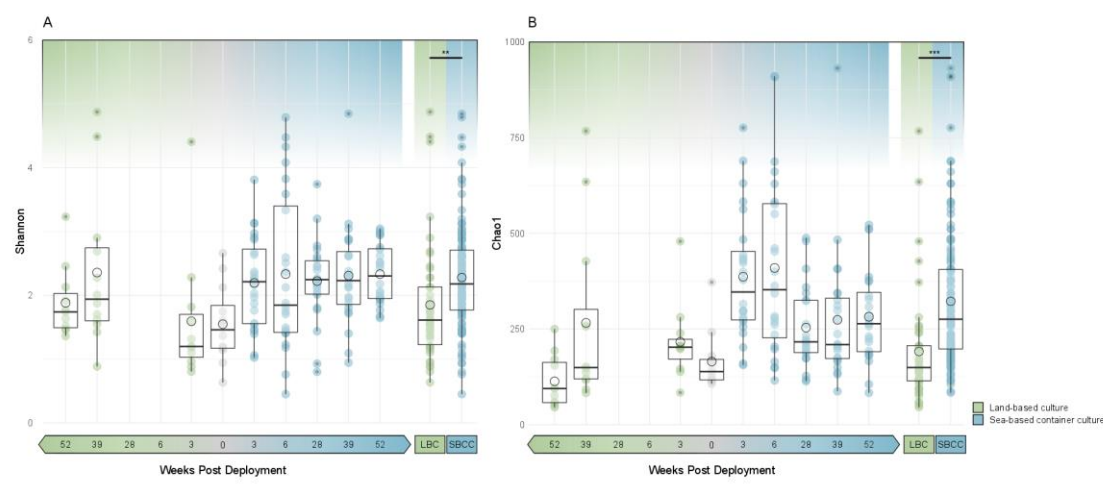 A
6
4
2
0
Shannon
52 39 28 6 3 0 3 6 28 39 52
LBC SBCC
**
Weeks Post Deployment
B
1000
750
500
250
0
Chao1
52 39 28 6 3 0 3 6 28 39 52
LBC SBCC
***
Weeks Post Deployment
Land-based culture
Sea-based container culture